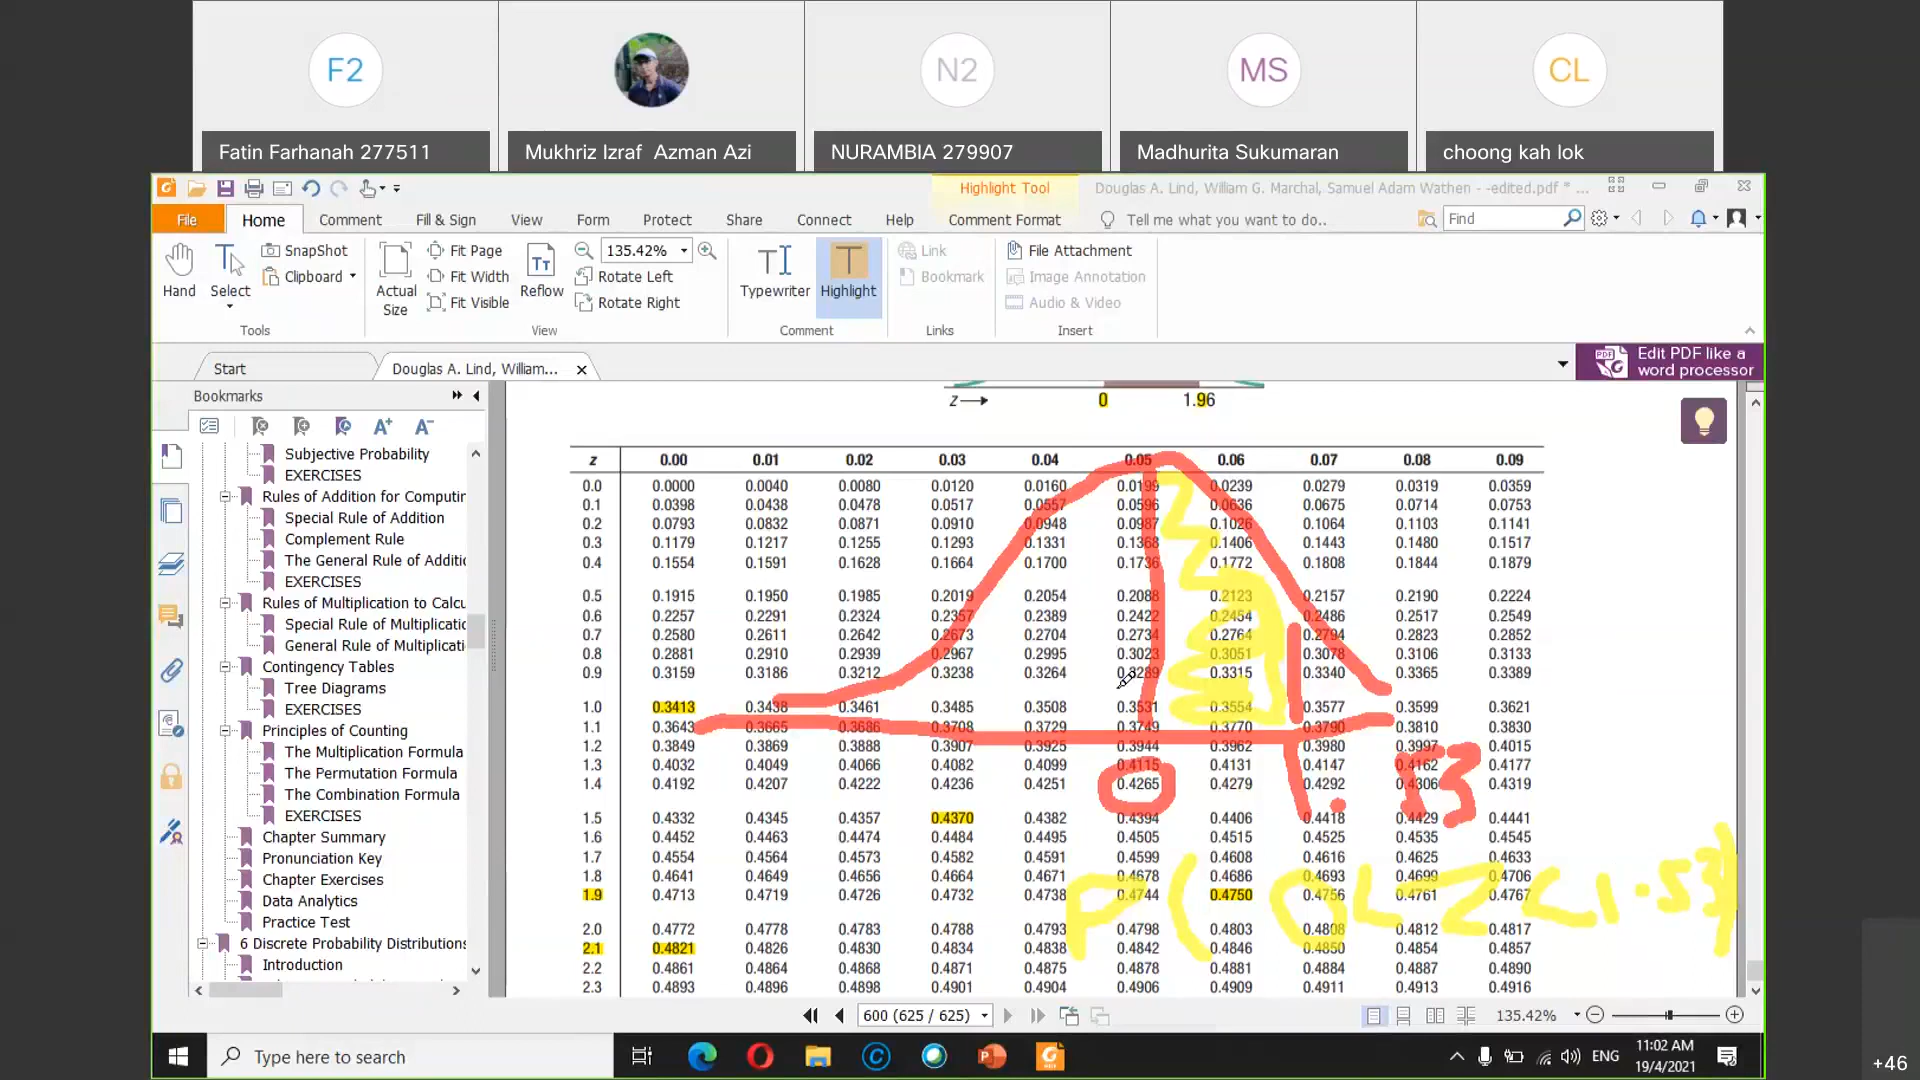 F2 N2 MS CL
Fatin Farhanah 277511 Mukhriz Izraf Azman Azi NURAMBIA 279907 Madhurita Sukumaran choong kah lok
Highlight Tool Douglas A. Lind, William G. Marchal, Samuel Adam Wathen - -edited.pdf * ...
File Home Comment Fill & Sign View Form Protect Share Connect Help Comment Format Tell me what you want to do.. Find
Hand Select SnapShot Clipboard
Tools
Actual Size Fit Page Fit Width Fit Visible Reflow 135.42% Rotate Left Rotate Right
View
Typewriter Highlight
Comment
Link Bookmark
Links
File Attachment Image Annotation Audio & Video
Insert
Start Douglas A. Lind, William...
Edit PDF like a
word processor
Bookmarks
A+ A-
Subjective Probability
EXERCISES
Rules of Addition for Computin
Special Rule of Addition
Complement Rule
The General Rule of Additic
EXERCISES
Rules of Multiplication to Calcu
Special Rule of Multiplicatic
General Rule of Multiplicati
EXERCISES
Contingency Tables
Tree Diagrams
EXERCISES
Principles of Counting
The Multiplication Formula
The Permutation Formula
The Combination Formula
EXERCISES
Chapter Summary
Pronunciation Key
Chapter Exercises
Data Analytics
Practice Test
6 Discrete Probability Distributions
Introduction
z 0 1.96
z 0.00 0.01 0.02 0.03 0.04 0.05 0.06 0.07 0.08 0.09
0.0 0.0000 0.0040 0.0080 0.0120 0.0160 0.0199 0.0239 0.0279 0.0319 0.0359
0.1 0.0398 0.0438 0.0478 0.0517 0.0557 0.0596 0.0636 0.0675 0.0714 0.0753
0.2 0.0793 0.0832 0.0871 0.0910 0.0948 0.0987 0.1026 0.1064 0.1103 0.1141
0.3 0.1179 0.1217 0.1255 0.1293 0.1331 0.1368 0.1406 0.1443 0.1480 0.1517
0.4 0.1554 0.1591 0.1628 0.1664 0.1700 0.1736 0.1772 0.1808 0.1844 0.1879
0.5 0.1915 0.1950 0.1985 0.2019 0.2054 0.2088 0.2123 0.2157 0.2190 0.2224
0.6 0.2257 0.2291 0.2324 0.2357 0.2389 0.2422 0.2454 0.2486 0.2517 0.2549
0.7 0.2580 0.2611 0.2642 0.2673 0.2704 0.2734 0.2764 0.2794 0.2823 0.2852
0.8 0.2881 0.2910 0.2939 0.2967 0.2995 0.3023 0.3051 0.3078 0.3106 0.3133
0.9 0.3159 0.3186 0.3212 0.3238 0.3264 0.3289 0.3315 0.3340 0.3365 0.3389
1.0 0.3413 0.3438 0.3461 0.3485 0.3508 0.3531 0.3554 0.3577 0.3599 0.3621
1.1 0.3643 0.3665 0.3686 0.3708 0.3729 0.3749 0.3770 0.3790 0.3810 0.3830
1.2 0.3849 0.3869 0.3888 0.3907 0.3925 0.3944 0.3962 0.3980 0.3997 0.4015
1.3 0.4032 0.4049 0.4066 0.4082 0.4099 0.4115 0.4131 0.4147 0.4162 0.4177
1.4 0.4192 0.4207 0.4222 0.4236 0.4251 0.4265 0.4279 0.4292 0.4306 0.4319
0 1.53
1.5 0.4332 0.4345 0.4357 0.4370 0.4382 0.4394 0.4406 0.4418 0.4429 0.4441
1.6 0.4452 0.4463 0.4474 0.4484 0.4495 0.4505 0.4515 0.4525 0.4535 0.4545
1.7 0.4554 0.4564 0.4573 0.4582 0.4591 0.4599 0.4608 0.4616 0.4625 0.4633
1.8 0.4641 0.4649 0.4656 0.4664 0.4671 0.4678 0.4686 0.4693 0.4699 0.4706
1.9 0.4713 0.4719 0.4726 0.4732 0.4738 0.4744 0.4750 0.4756 0.4761 0.4767
P(0<Z<1.53)
2.0 0.4772 0.4778 0.4783 0.4788 0.4793 0.4798 0.4803 0.4808 0.4812 0.4817
2.1 0.4821 0.4826 0.4830 0.4834 0.4838 0.4842 0.4846 0.4850 0.4854 0.4857
2.2 0.4861 0.4864 0.4868 0.4871 0.4875 0.4878 0.4881 0.4884 0.4887 0.4890
2.3 0.4893 0.4896 0.4898 0.4901 0.4904 0.4906 0.4909 0.4911 0.4913 0.4916
600 (625 / 625) 135.42%
Type here to search ENG 11:02 AM
19/4/2021
+46